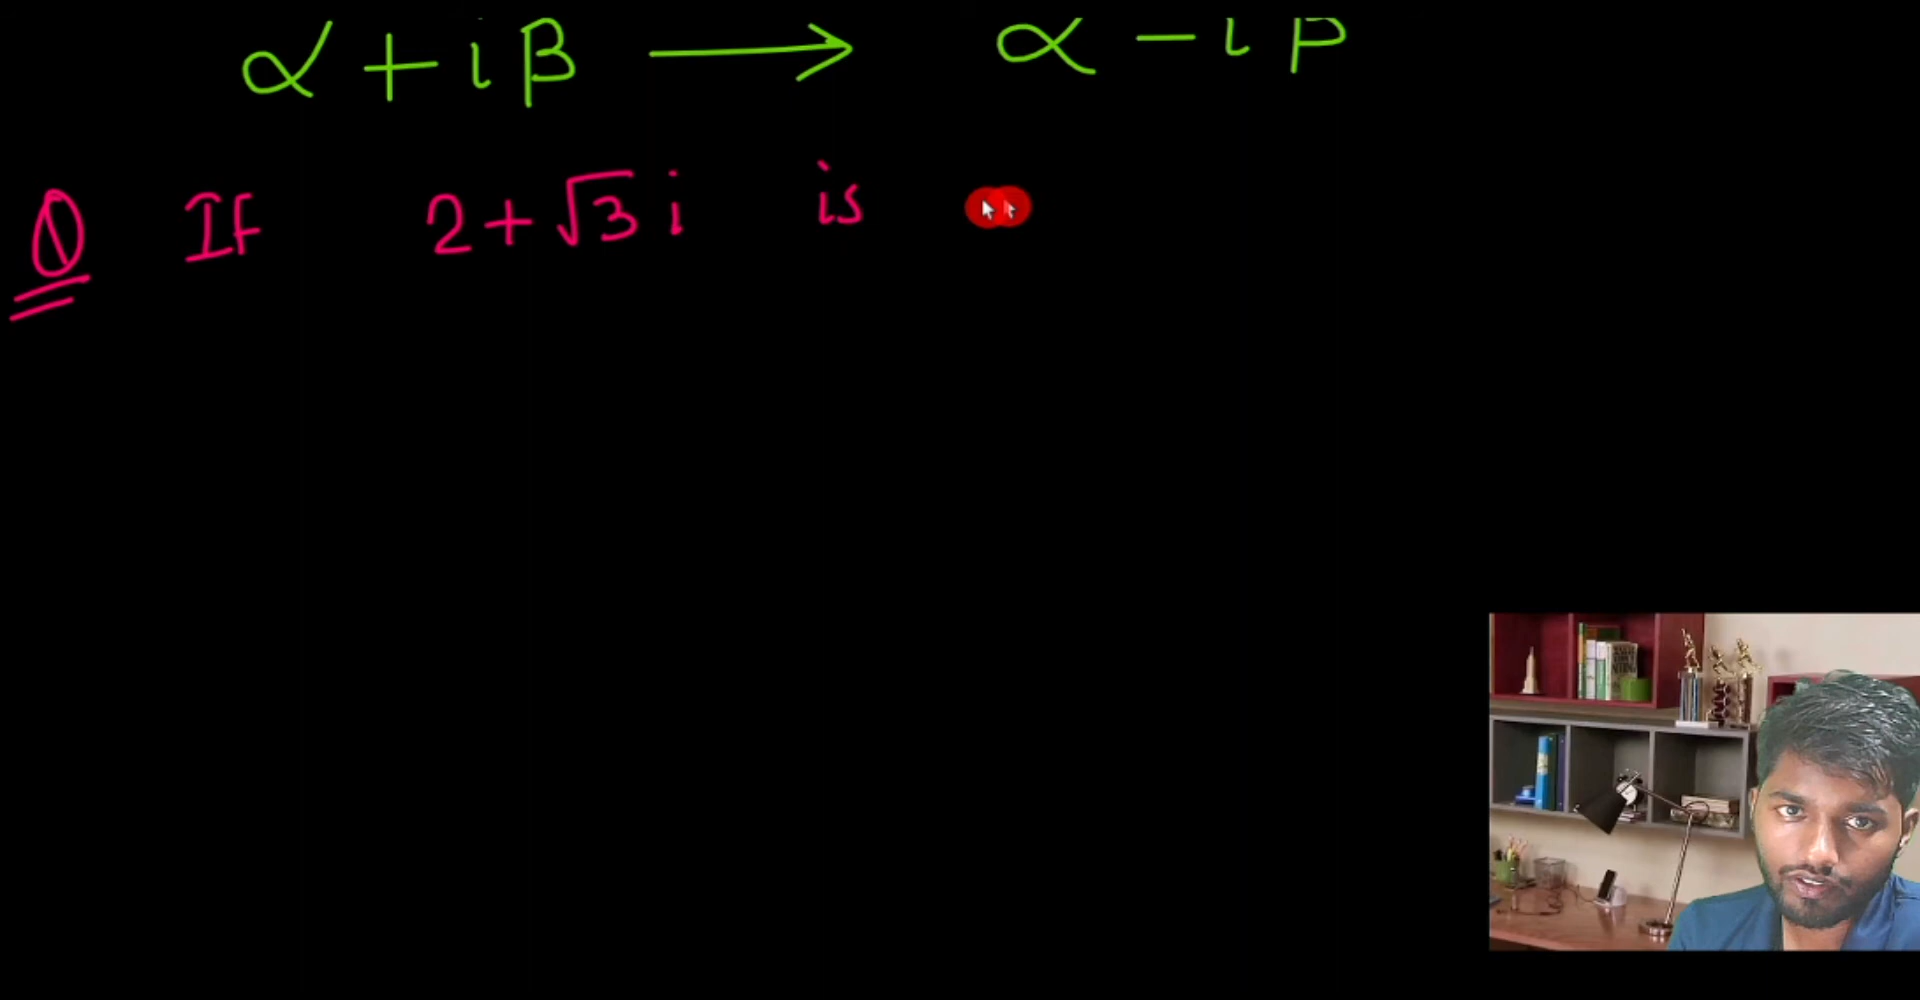 α + iβ → α - iβ
Q If 2 + √3 i is